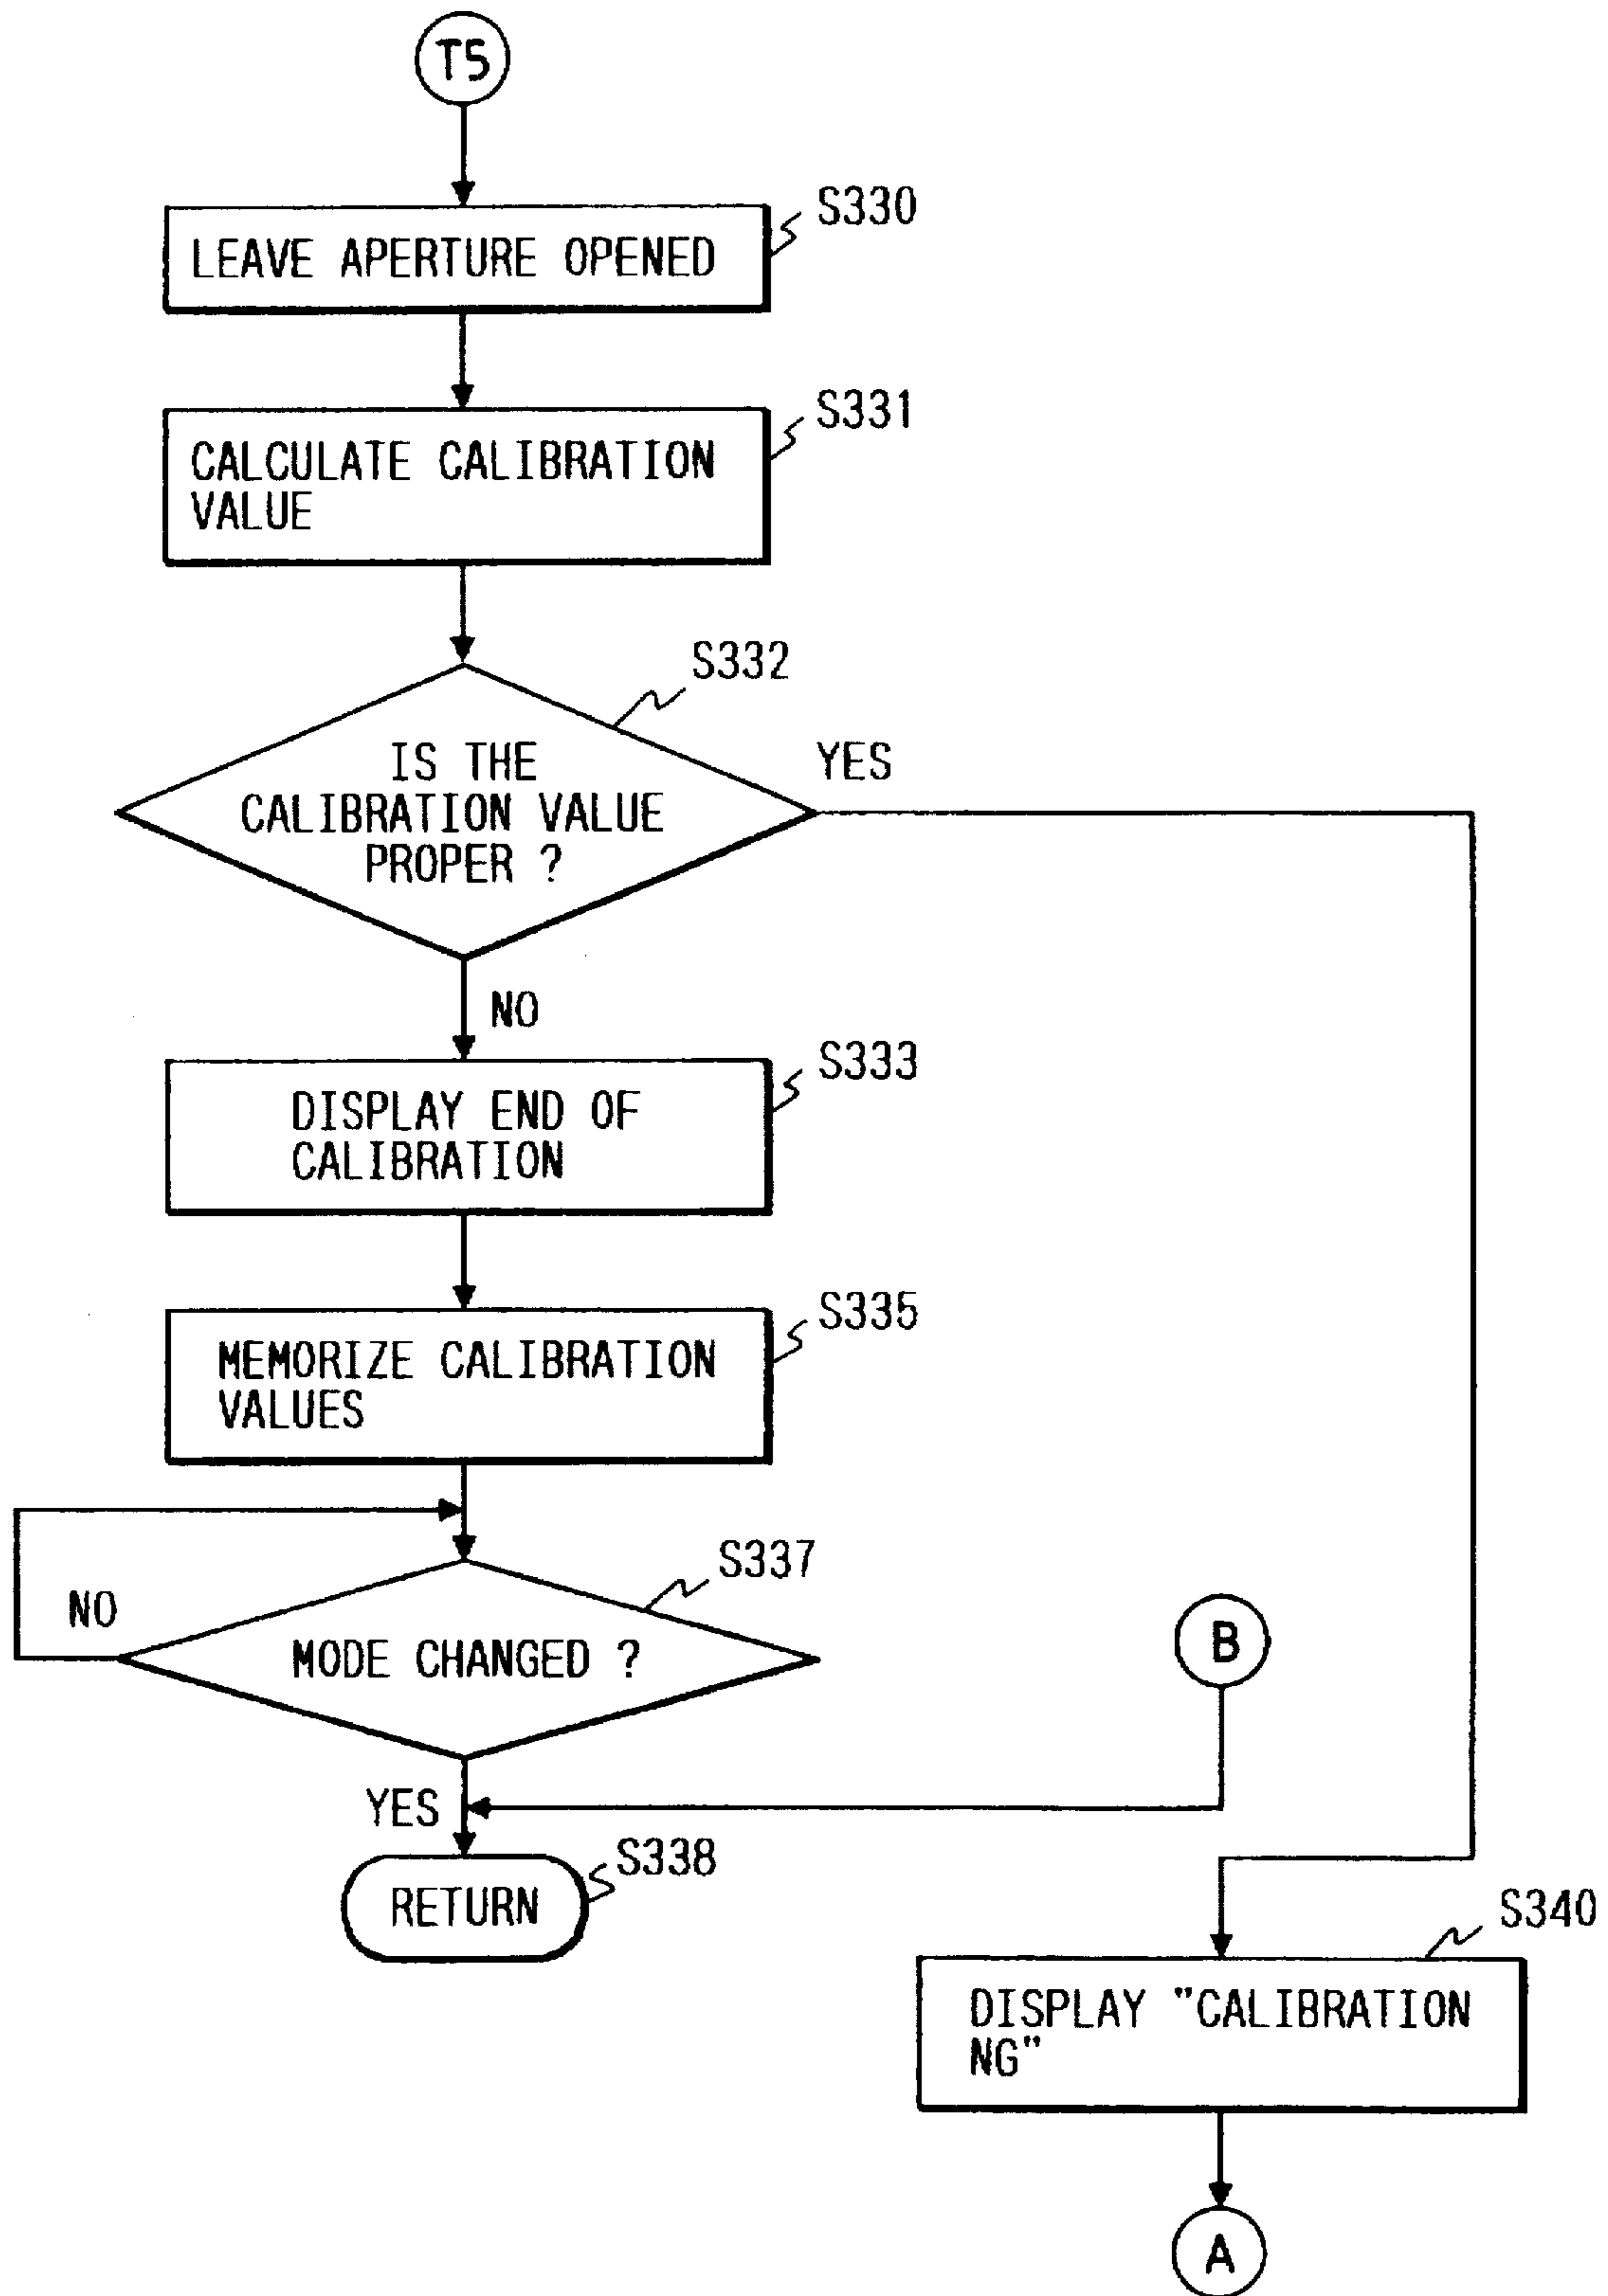 T5
S330
LEAVE APERTURE OPENED
S331
CALCULATE CALIBRATION
VALUE
S332
IS THE
CALIBRATION VALUE
PROPER ?
YES
NO
S333
DISPLAY END OF
CALIBRATION
S335
MEMORIZE CALIBRATION
VALUES
S337
NO
MODE CHANGED ?
B
YES
S338
RETURN
S340
DISPLAY "CALIBRATION
NG"
A